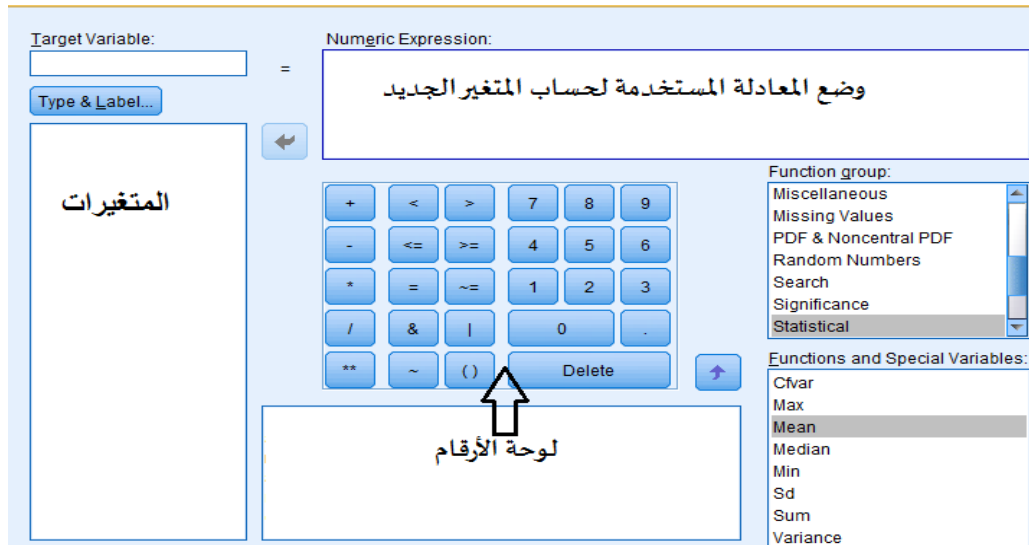 Target Variable:
Numeric Expression:
=
وضع المعادلة المستخدمة لحساب المتغير الجديد
Type & Label...
المتغيرات
+ < > 7 8 9
- <= >= 4 5 6
* = ~= 1 2 3
/ & | 0 .
** ~ () Delete
لوحة الأرقام
Function group:
Miscellaneous
Missing Values
PDF & Noncentral PDF
Random Numbers
Search
Significance
Statistical
Functions and Special Variables:
Cfvar
Max
Mean
Median
Min
Sd
Sum
Variance